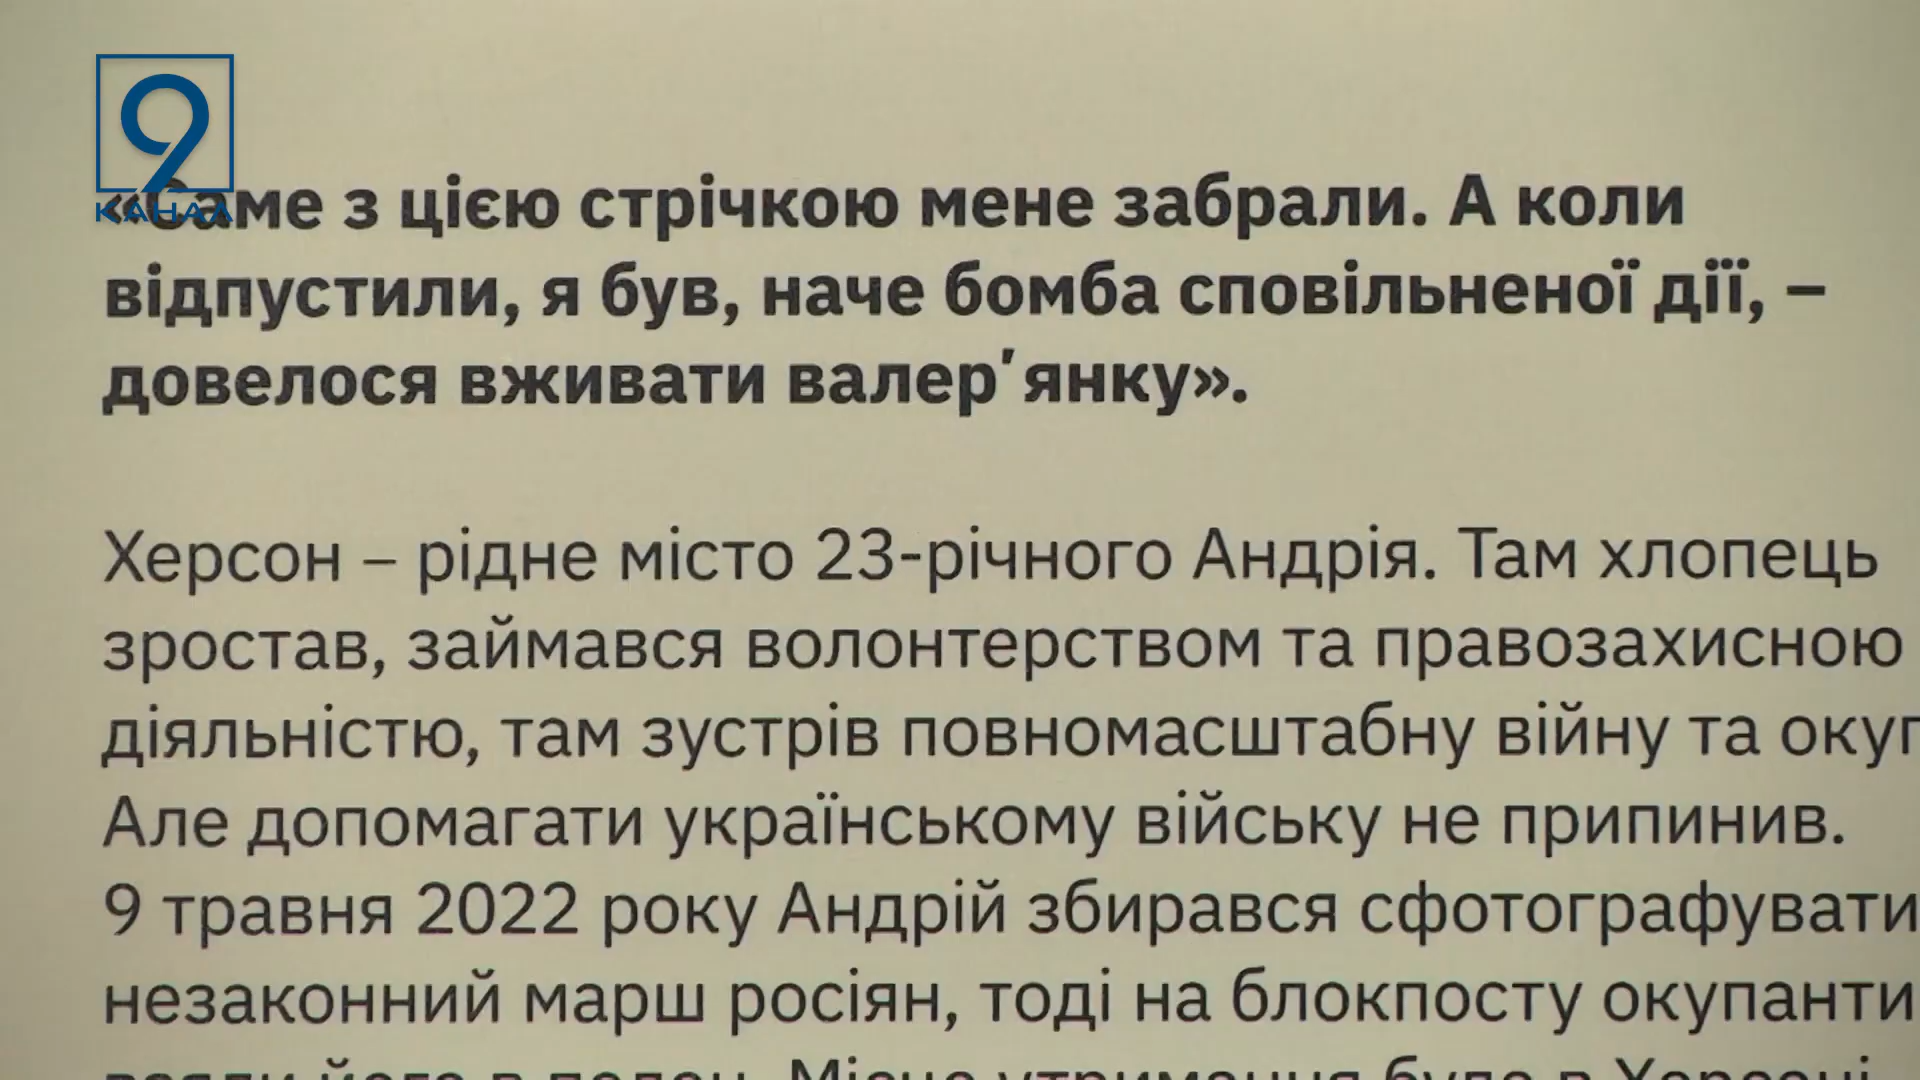 9
КАНАЛ
«Саме з цією стрічкою мене забрали. А коли
відпустили, я був, наче бомба сповільненої дії, –
довелося вживати валер′янку».
Херсон – рідне місто 23-річного Андрія. Там хлопець
зростав, займався волонтерством та правозахисною
діяльністю, там зустрів повномасштабну війну та
Але допомагати українському війську не припинив.
9 травня 2022 року Андрій збирався сфотографувати
незаконний марш росіян, тоді на блокпосту окупанти